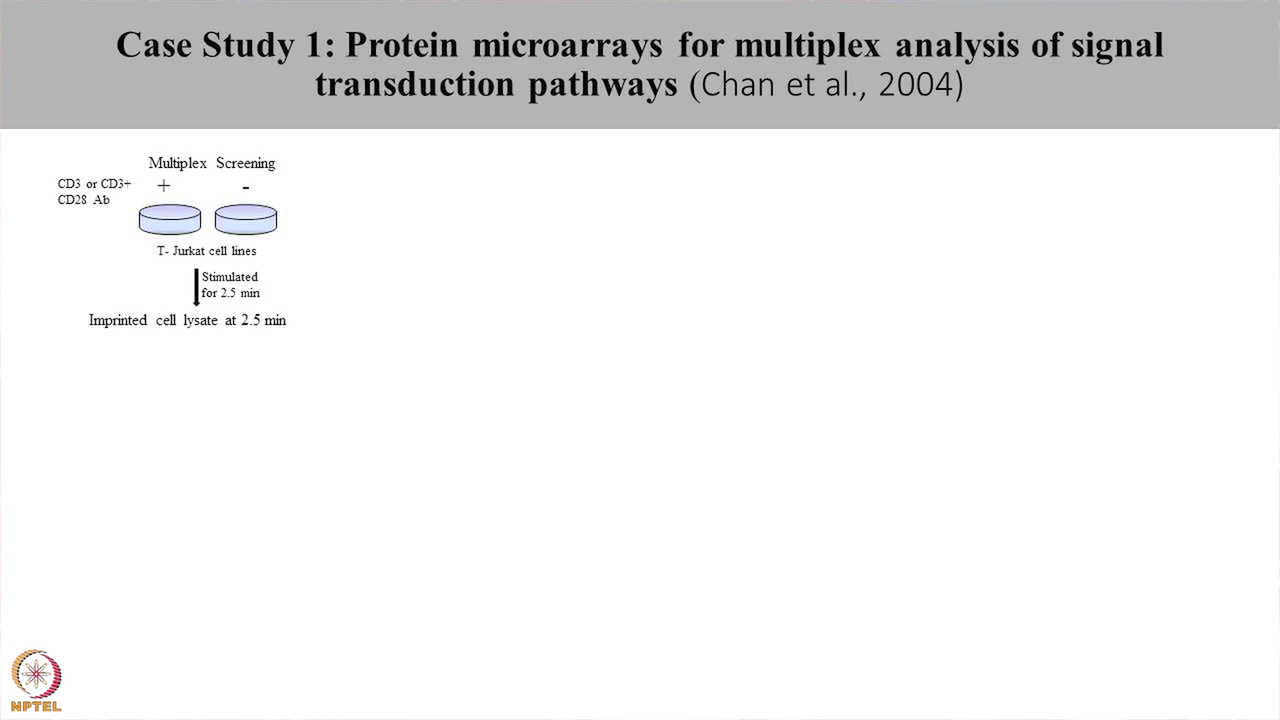 Case Study 1: Protein microarrays for multiplex analysis of signal
transduction pathways (Chan et al., 2004)
Multiplex Screening
CD3 or CD3+
CD28 Ab
+ -
T- Jurkat cell lines
Stimulated
for 2.5 min
Imprinted cell lysate at 2.5 min
NPTEL